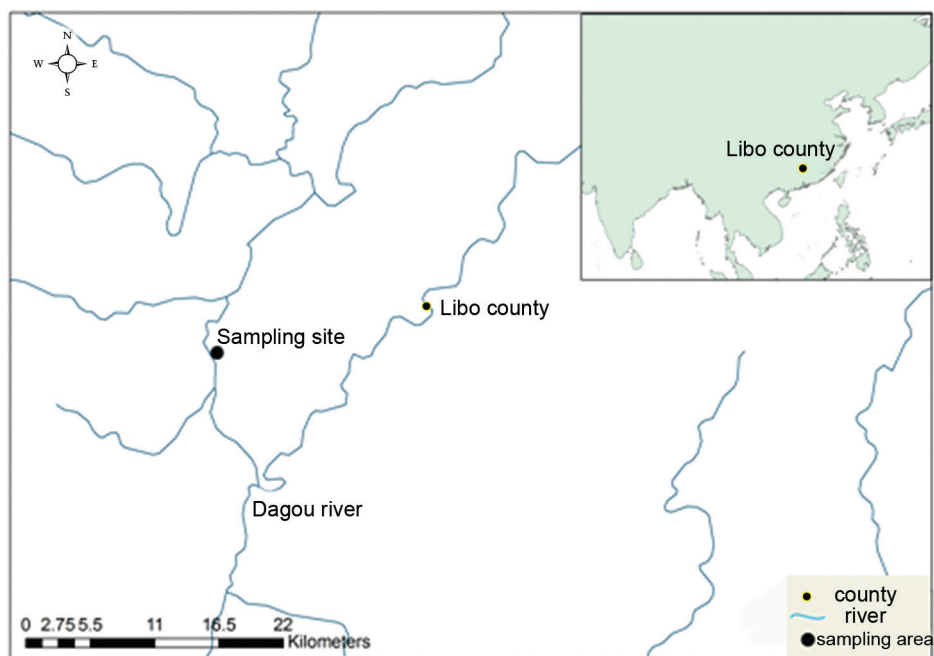 N
W E
S
Libo county
Libo county
Sampling site
Dagou river
0 2.75 5.5 11 16.5 22
Kilometers
county
river
sampling area